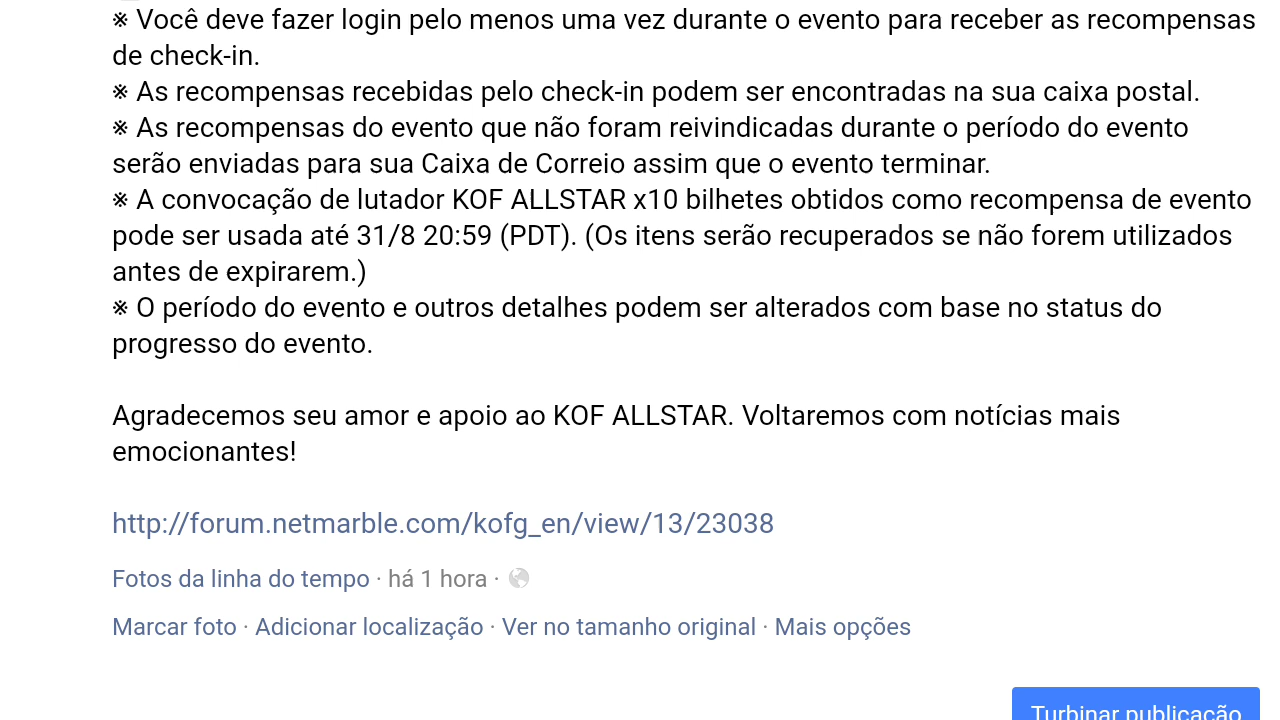 ※ Você deve fazer login pelo menos uma vez durante o evento para receber as recompensas
de check-in.
※ As recompensas recebidas pelo check-in podem ser encontradas na sua caixa postal.
※ As recompensas do evento que não foram reivindicadas durante o período do evento
serão enviadas para sua Caixa de Correio assim que o evento terminar.
※ A convocação de lutador KOF ALLSTAR x10 bilhetes obtidos como recompensa de evento
pode ser usada até 31/8 20:59 (PDT). (Os itens serão recuperados se não forem utilizados
antes de expirarem.)
※ O período do evento e outros detalhes podem ser alterados com base no status do
progresso do evento.
Agradecemos seu amor e apoio ao KOF ALLSTAR. Voltaremos com notícias mais
emocionantes!
http://forum.netmarble.com/kofg_en/view/13/23038
Fotos da linha do tempo · há 1 hora ·
Marcar foto · Adicionar localização · Ver no tamanho original · Mais opções
Turbinar publicação